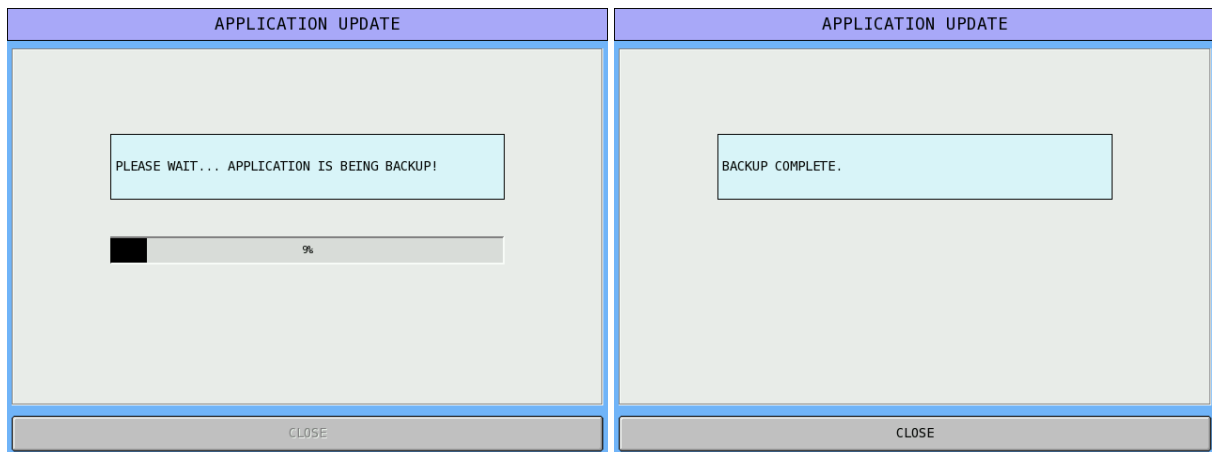 APPLICATION UPDATE
PLEASE WAIT... APPLICATION IS BEING BACKUP!
9%
CLOSE
APPLICATION UPDATE
BACKUP COMPLETE.
CLOSE